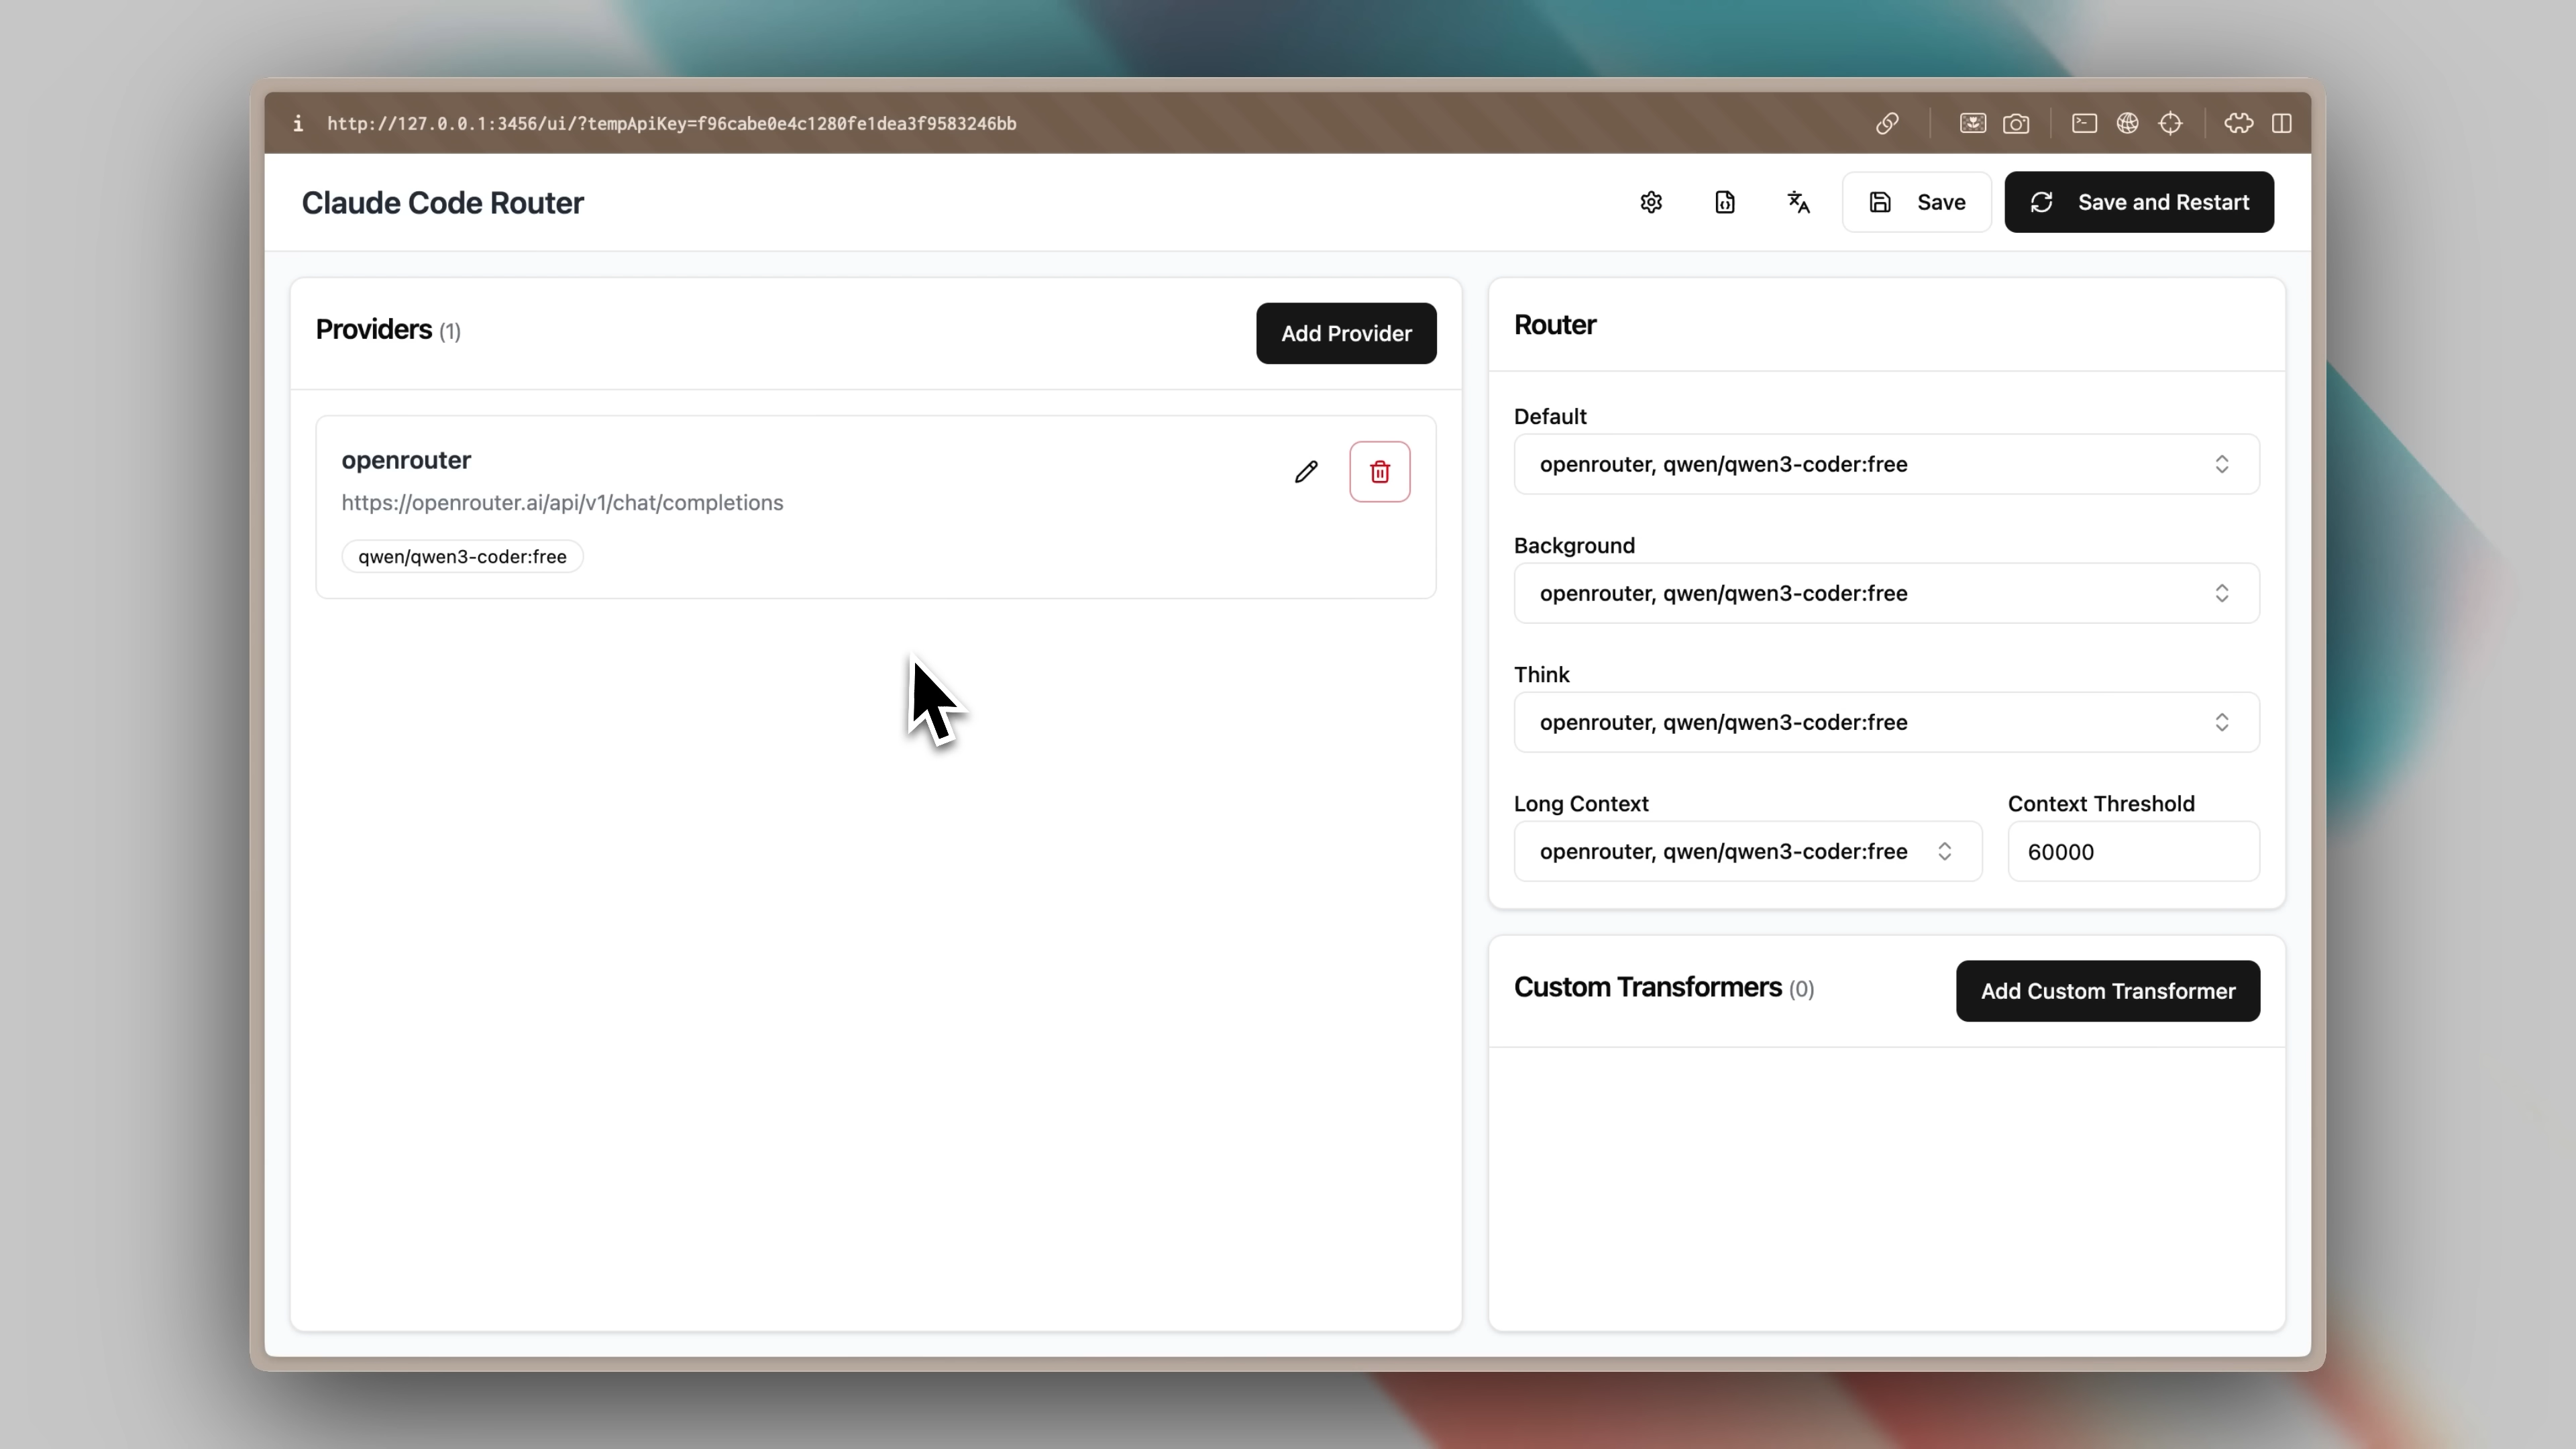 http://127.0.0.1:3456/ui/?tempApiKey=f96cabe0e4c1280fe1dea3f9583246bb
Claude Code Router
Save
Save and Restart
Providers (1)
Add Provider
openrouter
https://openrouter.ai/api/v1/chat/completions
qwen/qwen3-coder:free
Router
Default
openrouter, qwen/qwen3-coder:free
Background
openrouter, qwen/qwen3-coder:free
Think
openrouter, qwen/qwen3-coder:free
Long Context
openrouter, qwen/qwen3-coder:free
Context Threshold
60000
Custom Transformers (0)
Add Custom Transformer